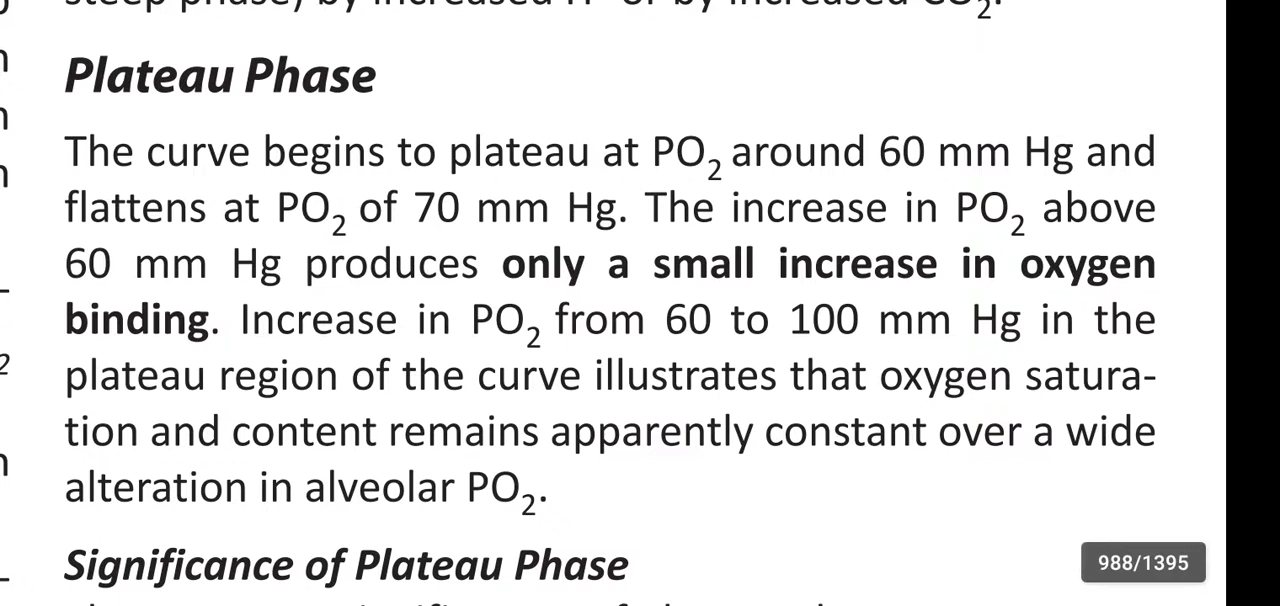 Plateau Phase
The curve begins to plateau at PO₂ around 60 mm Hg and
flattens at PO₂ of 70 mm Hg. The increase in PO₂ above
60 mm Hg produces only a small increase in oxygen
binding. Increase in PO₂ from 60 to 100 mm Hg in the
plateau region of the curve illustrates that oxygen satura-
tion and content remains apparently constant over a wide
alteration in alveolar PO₂.
Significance of Plateau Phase
988/1395